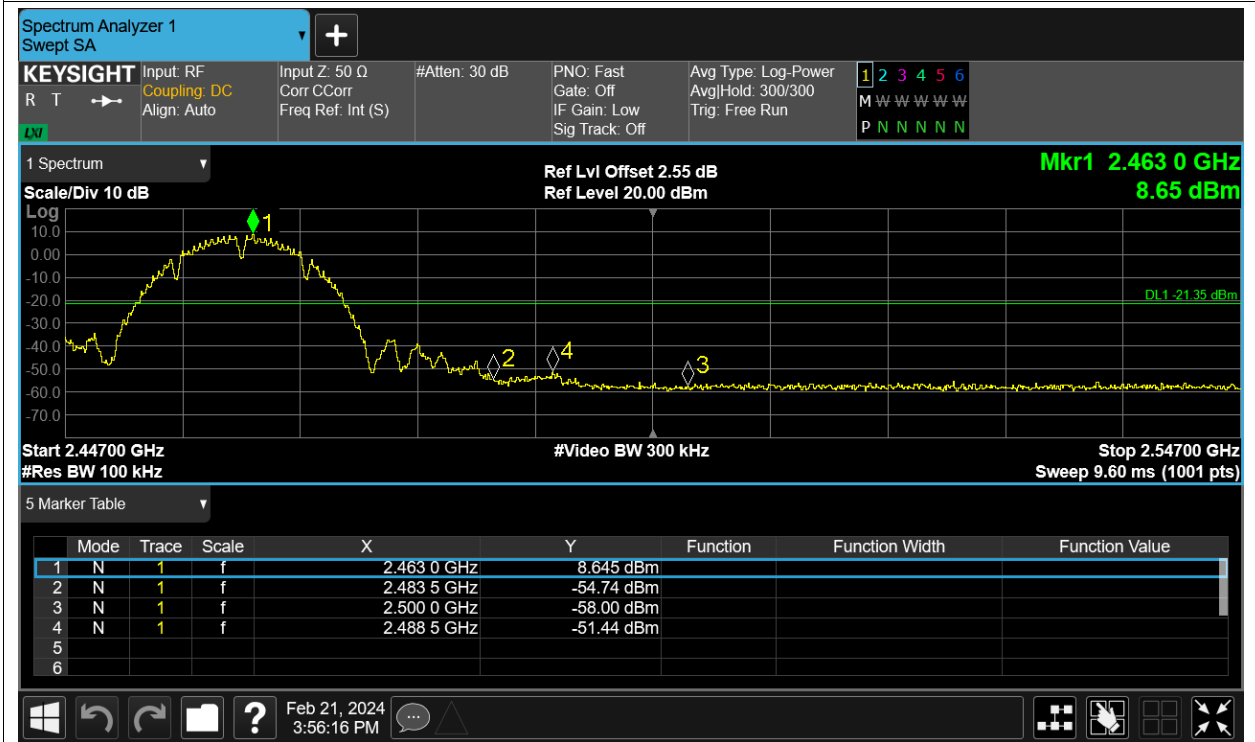 Spectrum Analyzer 1
Swept SA
KEYSIGHT Input: RF Input Z: 50 Ω #Atten: 30 dB PNO: Fast Avg Type: Log-Power 1 2 3 4 5 6
R T Coupling: DC Corr CCorr Gate: Off Avg|Hold: 300/300 M W W W W W
Align: Auto Freq Ref: Int (S) IF Gain: Low Trig: Free Run
LXI Sig Track: Off P N N N N N
1 Spectrum Ref Lvl Offset 2.55 dB Mkr1 2.463 0 GHz
Scale/Div 10 dB Ref Level 20.00 dBm 8.65 dBm
Log
1
10.0
0.00
-10.0
-20.0 DL1 -21.35 dBm
-30.0
-40.0
2 4 3
-50.0
-60.0
-70.0
Start 2.44700 GHz #Video BW 300 kHz Stop 2.54700 GHz
#Res BW 100 kHz Sweep 9.60 ms (1001 pts)
5 Marker Table
Mode Trace Scale X Y Function Function Width Function Value
1 N 1 f 2.463 0 GHz 8.645 dBm
2 N 1 f 2.483 5 GHz -54.74 dBm
3 N 1 f 2.500 0 GHz -58.00 dBm
4 N 1 f 2.488 5 GHz -51.44 dBm
5
6
? Feb 21, 2024
3:56:16 PM